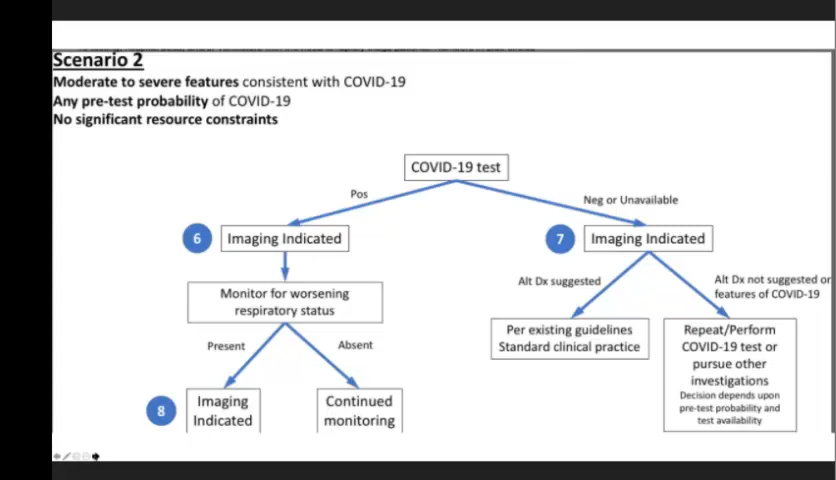 Scenario 2
Moderate to severe features consistent with COVID-19
Any pre-test probability of COVID-19
No significant resource constraints
COVID-19 test
Pos
Neg or Unavailable
6
Imaging Indicated
7
Imaging Indicated
Alt Dx suggested
Alt Dx not suggested or
features of COVID-19
Monitor for worsening
respiratory status
Per existing guidelines
Standard clinical practice
Repeat/Perform
COVID-19 test or
pursue other
investigations
Decision depends upon
pre-test probability and
test availability
Present
Absent
8
Imaging
Indicated
Continued
monitoring